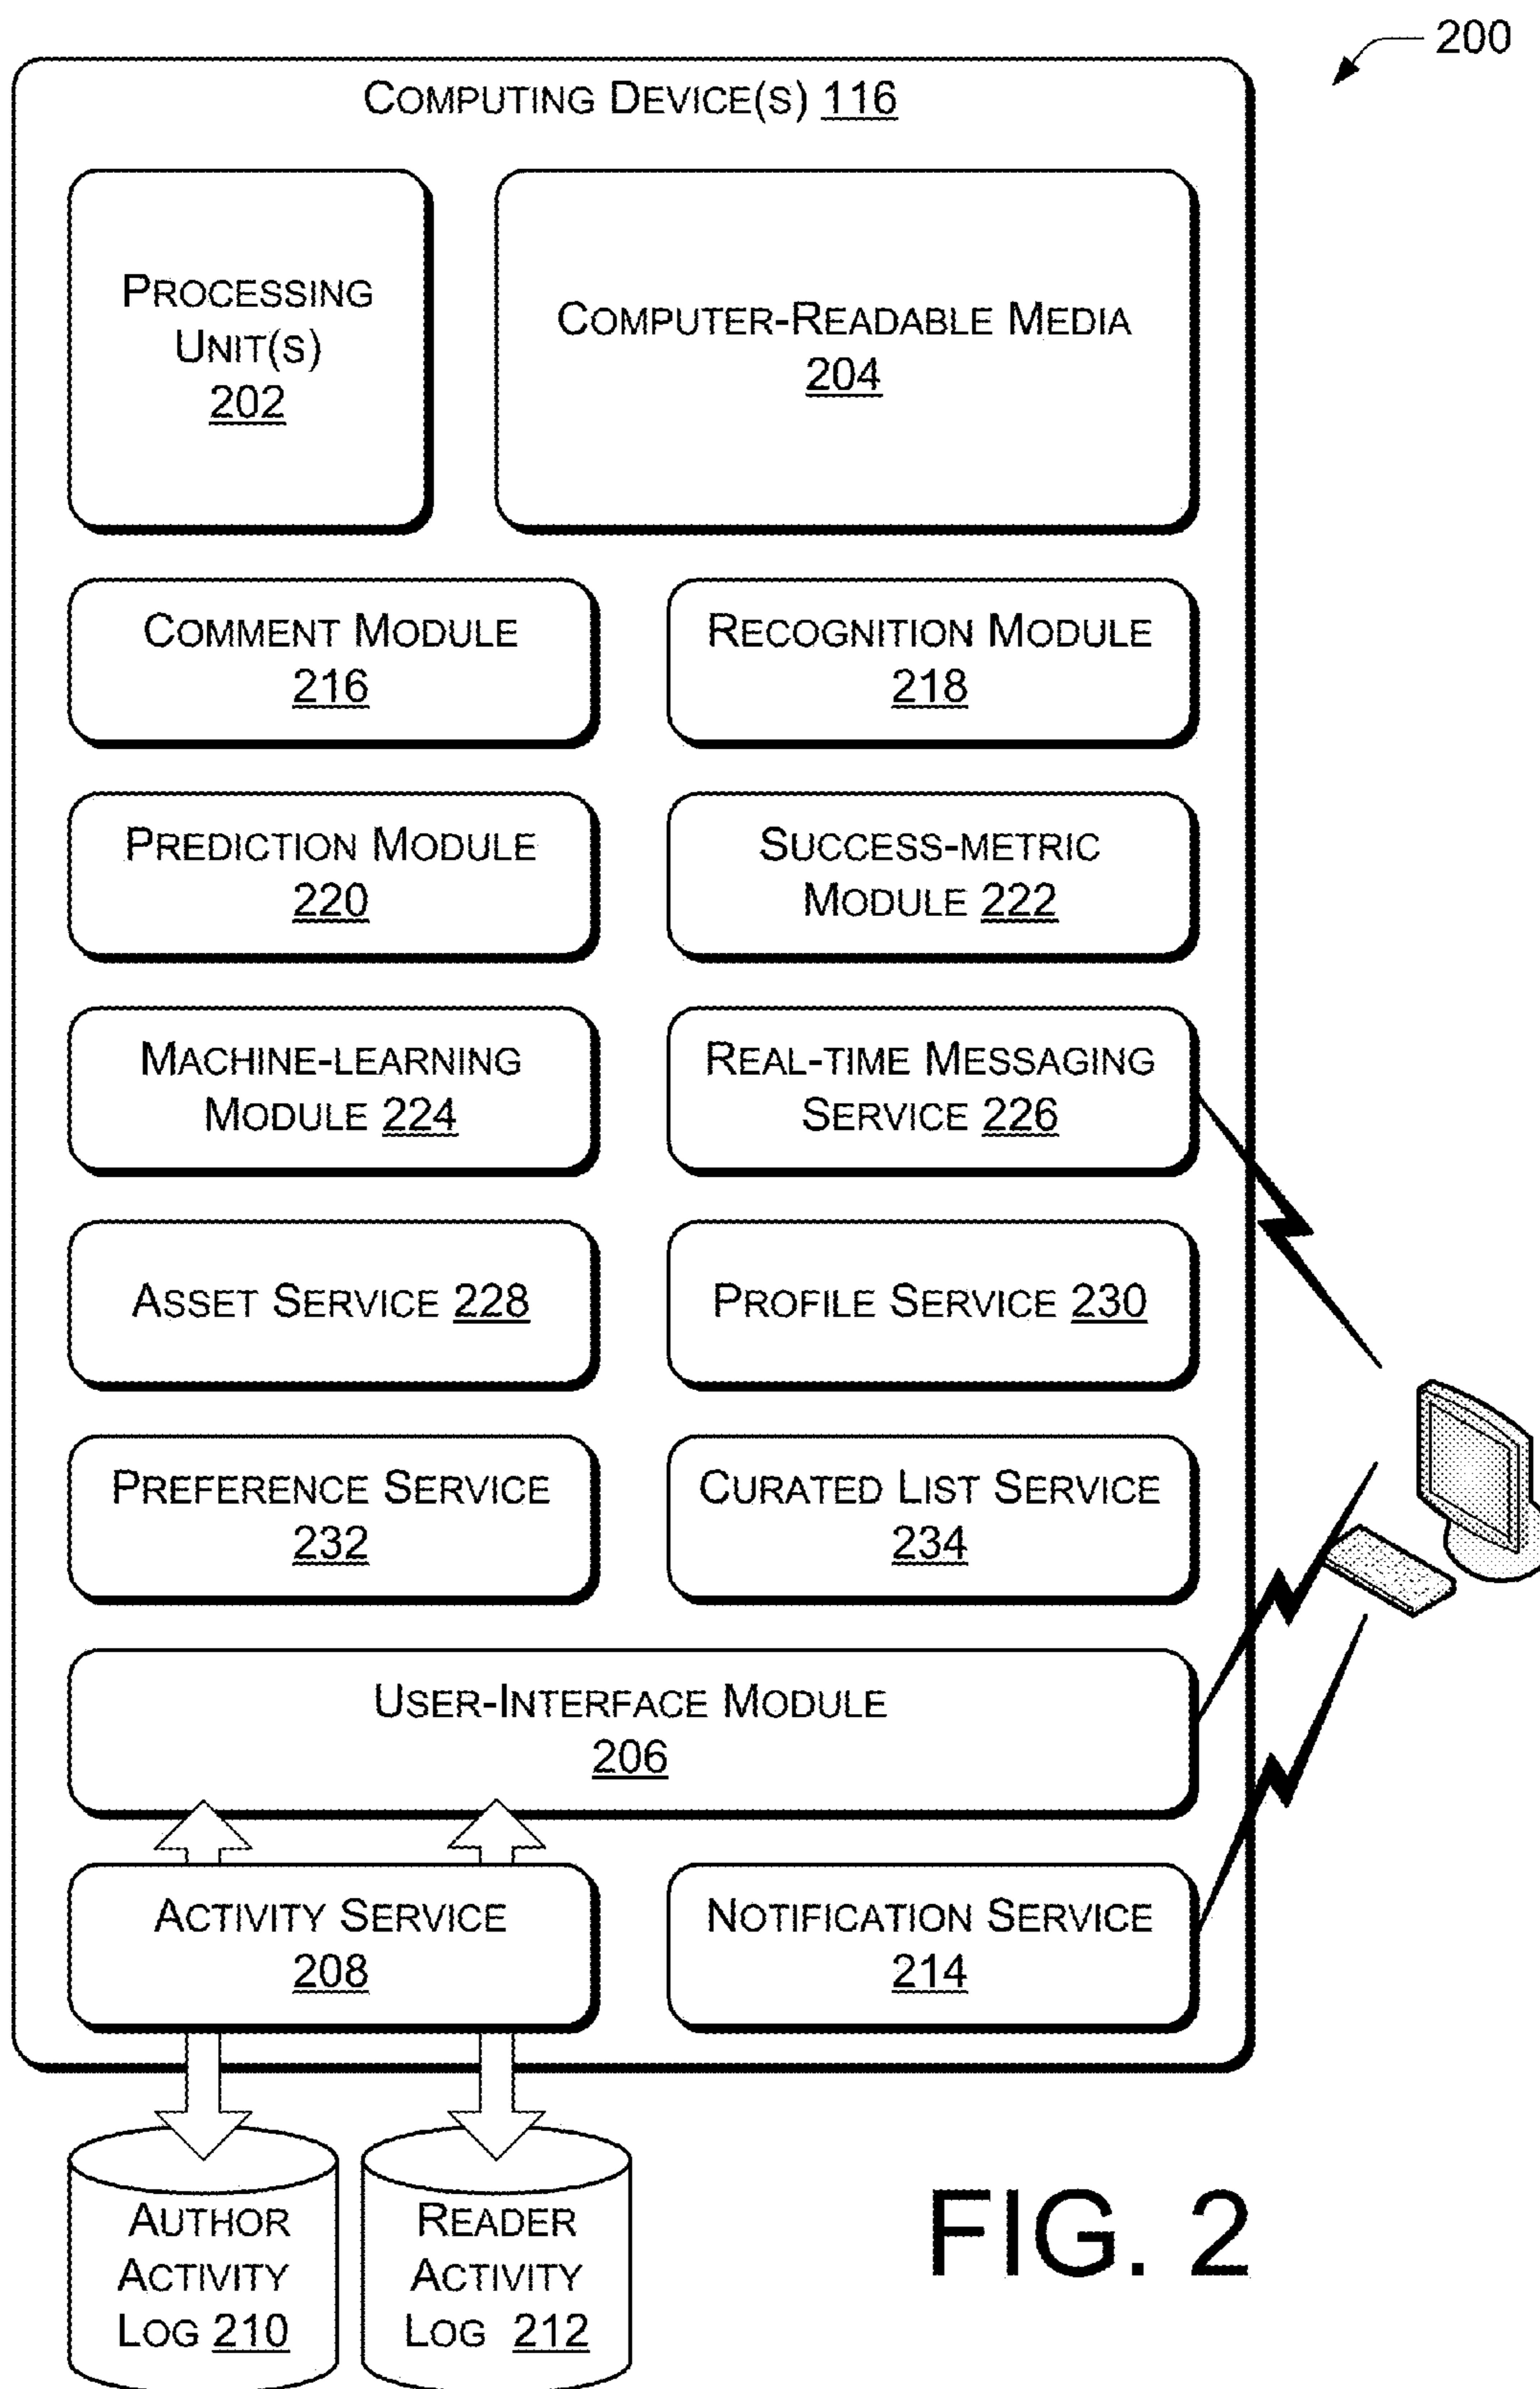 200
COMPUTING DEVICE(S) 116
PROCESSING
UNIT(S)
202
COMPUTER-READABLE MEDIA
204
COMMENT MODULE
216
RECOGNITION MODULE
218
PREDICTION MODULE
220
SUCCESS-METRIC
MODULE 222
MACHINE-LEARNING
MODULE 224
REAL-TIME MESSAGING
SERVICE 226
ASSET SERVICE 228
PROFILE SERVICE 230
PREFERENCE SERVICE
232
CURATED LIST SERVICE
234
USER-INTERFACE MODULE
206
ACTIVITY SERVICE
208
NOTIFICATION SERVICE
214
AUTHOR
ACTIVITY
LOG 210
READER
ACTIVITY
LOG 212
FIG. 2